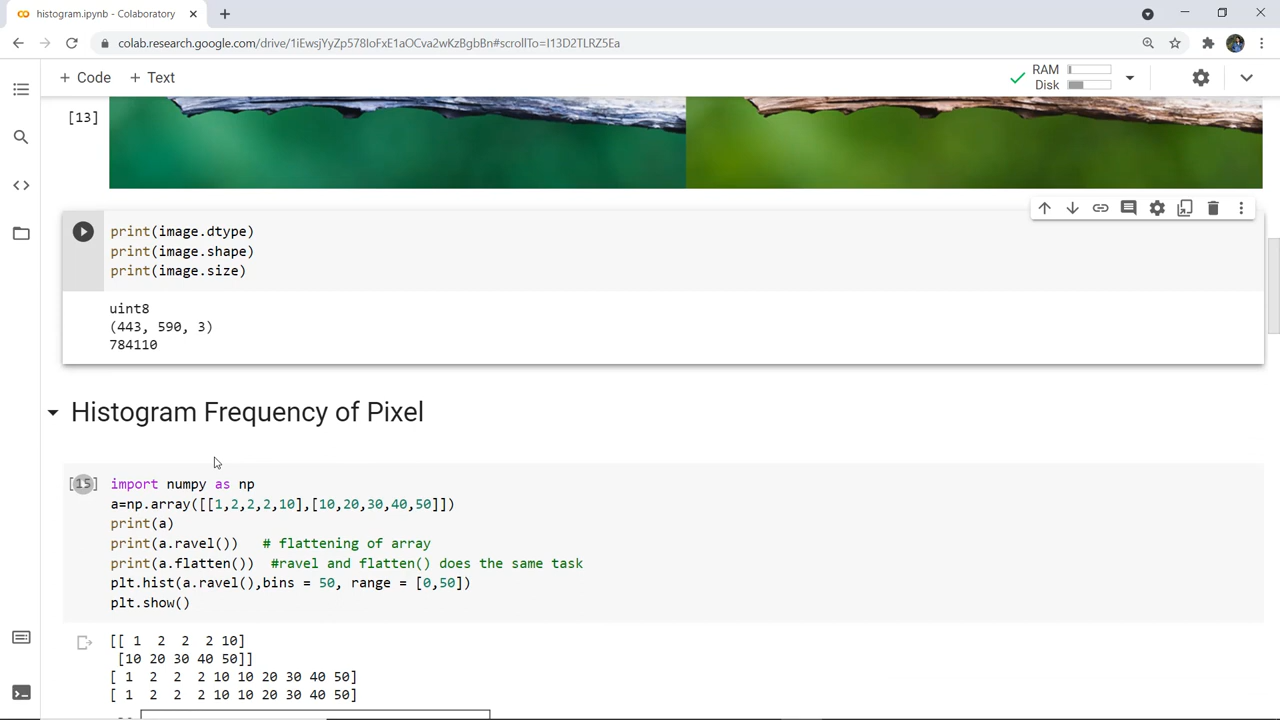 histogram.ipynb - Colaboratory
colab.research.google.com/drive/1iEwsjYyZp578IoFxE1aOCva2wKzBgbBn#scrollTo=I13D2TLRZ5Ea
+ Code + Text
RAM
Disk
[13]
print(image.dtype)
print(image.shape)
print(image.size)
uint8
(443, 590, 3)
784110
Histogram Frequency of Pixel
[15]
import numpy as np
a=np.array([[1,2,2,2,10],[10,20,30,40,50]])
print(a)
print(a.ravel())   # flattening of array
print(a.flatten())  #ravel and flatten() does the same task
plt.hist(a.ravel(),bins = 50, range = [0,50])
plt.show()
[[ 1  2  2  2 10]
 [10 20 30 40 50]]
[ 1  2  2  2 10 10 20 30 40 50]
[ 1  2  2  2 10 10 20 30 40 50]